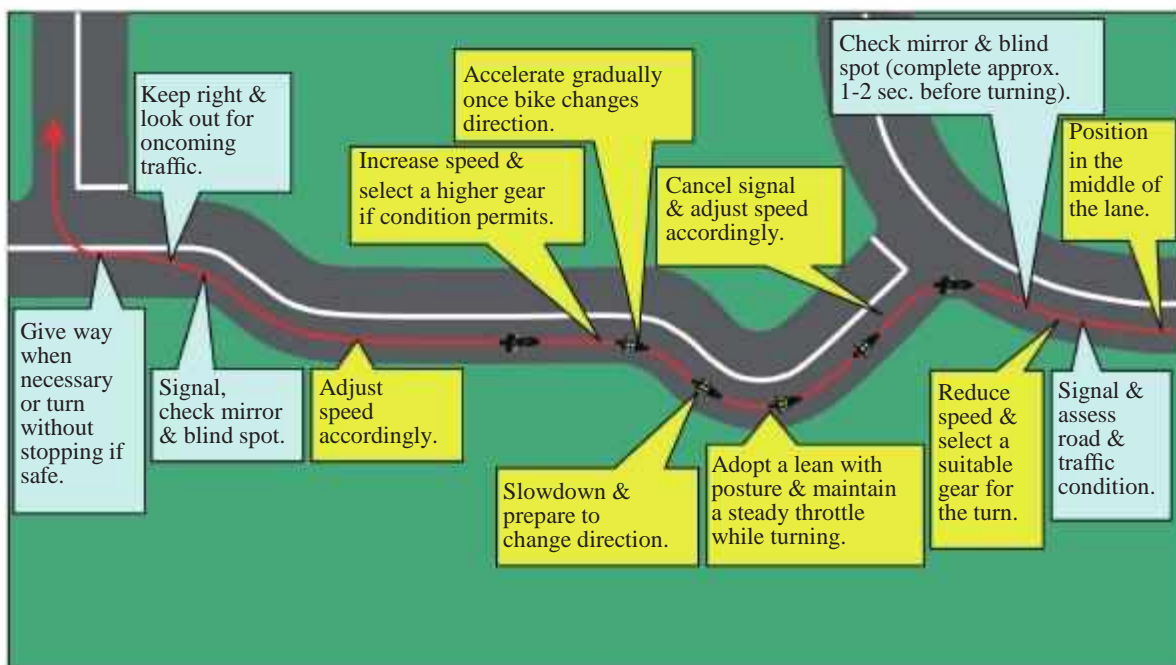 Keep right &
look out for
oncoming
traffic.
Accelerate gradually
once bike changes
direction.
Check mirror & blind
spot (complete approx.
1-2 sec. before turning).
Position
in the
middle of
the lane.
Increase speed &
select a higher gear
if condition permits.
Cancel signal
& adjust speed
accordingly.
Give way
when
necessary
or turn
without
stopping if
safe.
Signal,
check mirror
& blind spot.
Adjust
speed
accordingly.
Slowdown &
prepare to
change direction.
Adopt a lean with
posture & maintain
a steady throttle
while turning.
Reduce
speed &
select a
suitable
gear for
the turn.
Signal &
assess
road &
traffic
condition.